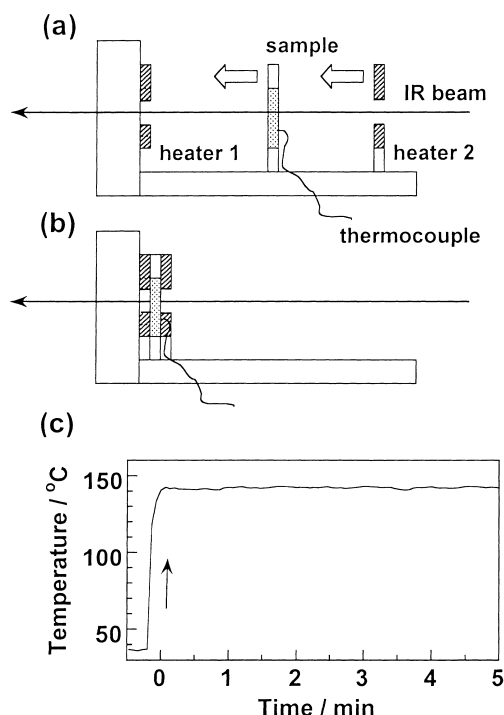 (a)
sample
IR beam
heater 1
heater 2
thermocouple
(b)
(c)
Temperature / °C
150
100
50
0 1 2 3 4 5
Time / min